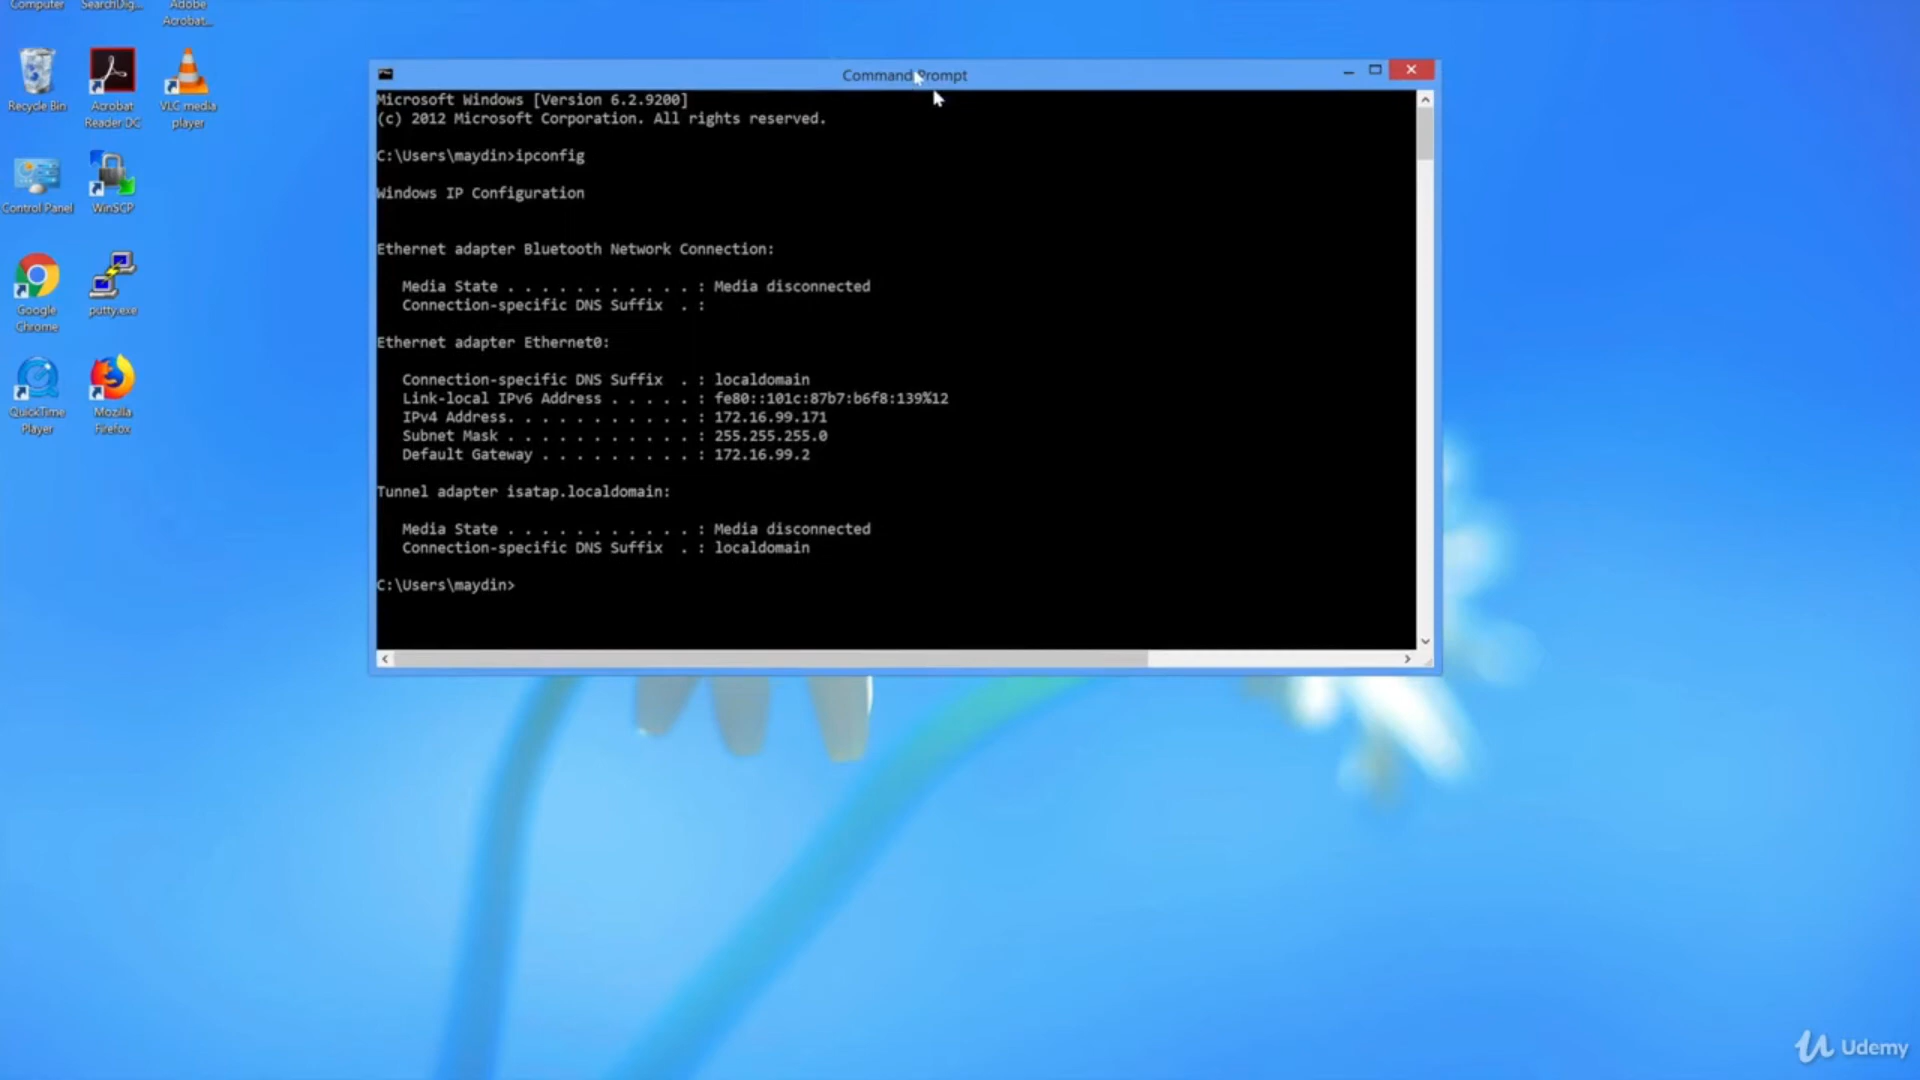 Computer
SearchDig...
Adobe
Acrobat...
Recycle Bin
Acrobat
Reader DC
VLC media
player
Control Panel
WinSCP
Google
Chrome
putty.exe
QuickTime
Player
Mozilla
Firefox
Command Prompt
Microsoft Windows [Version 6.2.9200]
(c) 2012 Microsoft Corporation. All rights reserved.
C:\Users\maydin>ipconfig
Windows IP Configuration
Ethernet adapter Bluetooth Network Connection:
Media State . . . . . . . . . . . : Media disconnected
Connection-specific DNS Suffix  . :
Ethernet adapter Ethernet0:
Connection-specific DNS Suffix  . : localdomain
Link-local IPv6 Address . . . . . : fe80::101c:87b7:b6f8:139%12
IPv4 Address. . . . . . . . . . . : 172.16.99.171
Subnet Mask . . . . . . . . . . . : 255.255.255.0
Default Gateway . . . . . . . . . : 172.16.99.2
Tunnel adapter isatap.localdomain:
Media State . . . . . . . . . . . : Media disconnected
Connection-specific DNS Suffix  . : localdomain
C:\Users\maydin>
Udemy